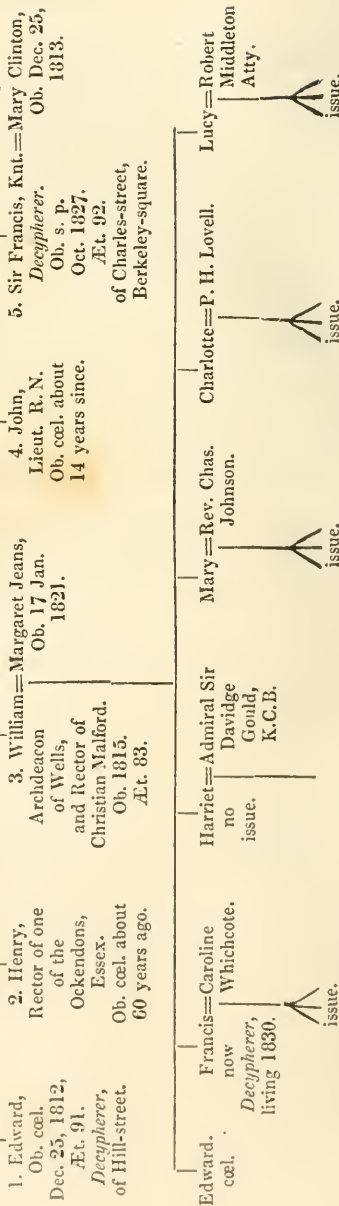 1. Edward,
Ob. cœl.
Dec. 25, 1812,
Æt. 91.
Decypherer,
of Hill-street.
2. Henry,
Rector of one
of the
Ockendons,
Essex.
Ob. cœl. about
60 years ago.
3. William=Margaret Jeans,
Archdeacon
of Wells,
and Rector of
Christian Malford.
Ob. 1815.
Æt. 83.
Ob. 17 Jan.
1821.
4. John,
Lieut. R. N.
Ob. cœl. about
14 years since.
5. Sir Francis, Knt.=Mary Clinton,
Decypherer.
Ob. s. p.
Oct. 1827.
Æt. 92.
of Charles-street,
Berkeley-square.
Ob. Dec. 25,
1813.
Edward.
cœl.
Francis=Caroline
now
Decypherer,
living 1830.
Whichcote.
issue.
Harriet=Admiral Sir
no
issue.
Davidge
Gould,
K.C.B.
Mary=Rev. Chas.
Johnson.
issue.
Charlotte=P. H. Lovell.
issue.
Lucy=Robert
Middleton
Atty.
issue.